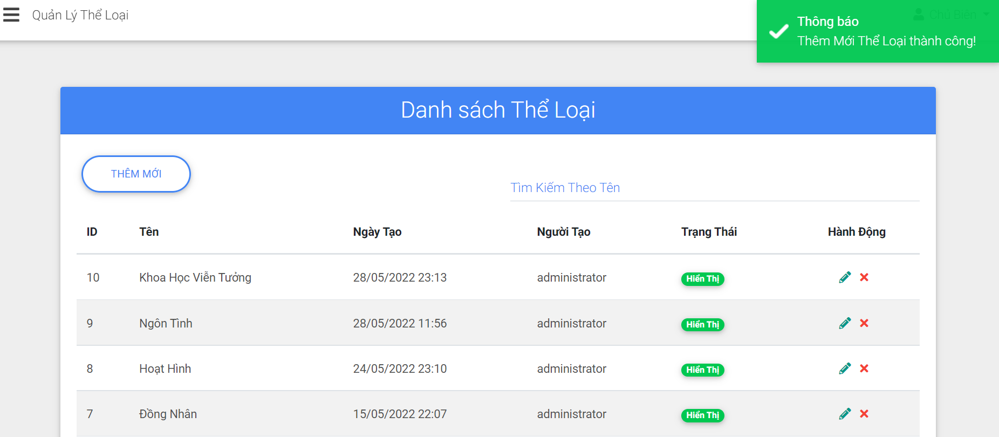 Quản Lý Thể Loại
Chủ Biên
Thông báo
Thêm Mới Thể Loại thành công!
Danh sách Thể Loại
THÊM MỚI
Tìm Kiếm Theo Tên
ID Tên Ngày Tạo Người Tạo Trạng Thái Hành Động
10 Khoa Học Viễn Tưởng 28/05/2022 23:13 administrator Hiển Thị
9 Ngôn Tình 28/05/2022 11:56 administrator Hiển Thị
8 Hoạt Hình 24/05/2022 23:10 administrator Hiển Thị
7 Đồng Nhân 15/05/2022 22:07 administrator Hiển Thị